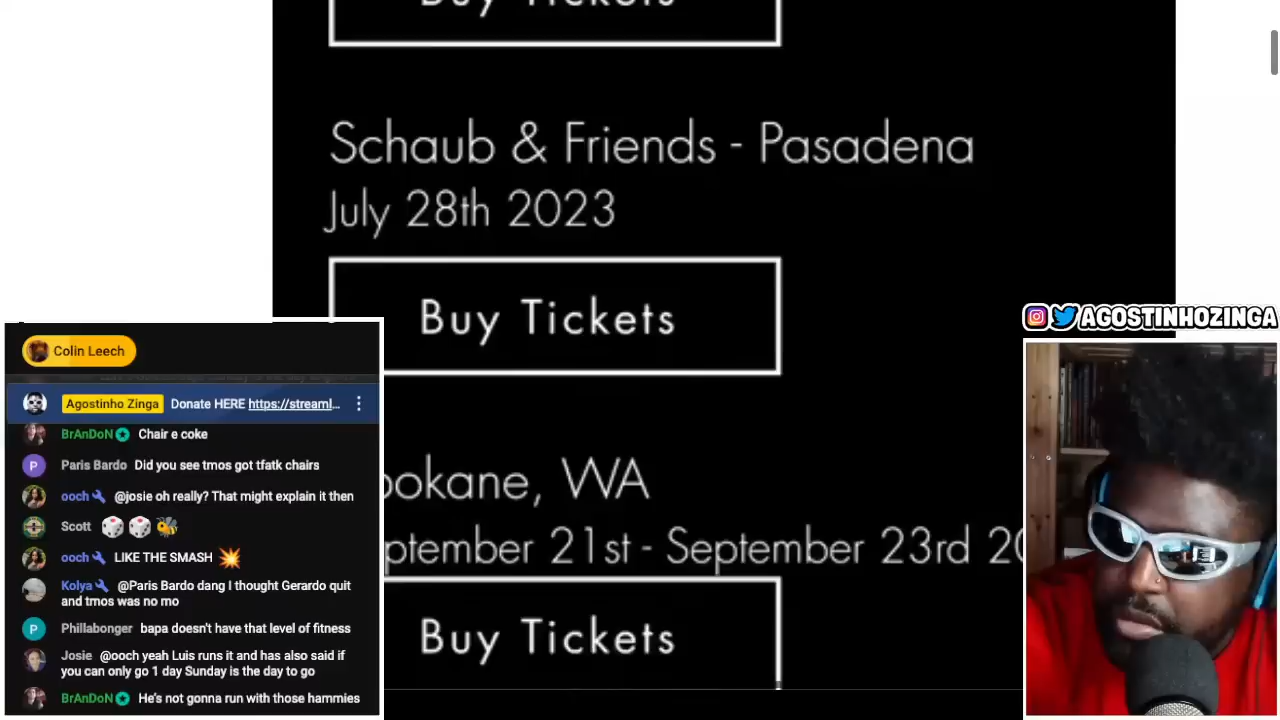 Buy Tickets
Schaub & Friends - Pasadena
July 28th 2023
Buy Tickets
pokane, WA
ptember 21st - September 23rd 20
Buy Tickets
Colin Leech
Agostinho Zinga Donate HERE https://streaml...
BrAnDoN Chair e coke
P Paris Bardo Did you see tmos got tfatk chairs
ooch @josie oh really? That might explain it then
Scott
ooch LIKE THE SMASH
Kolya @Paris Bardo dang I thought Gerardo quit
and tmos was no mo
P Phillabonger bapa doesn't have that level of fitness
Josie @ooch yeah Luis runs it and has also said if
you can only go 1 day Sunday is the day to go
BrAnDoN He's not gonna run with those hammies
AGOSTINHOZINGA